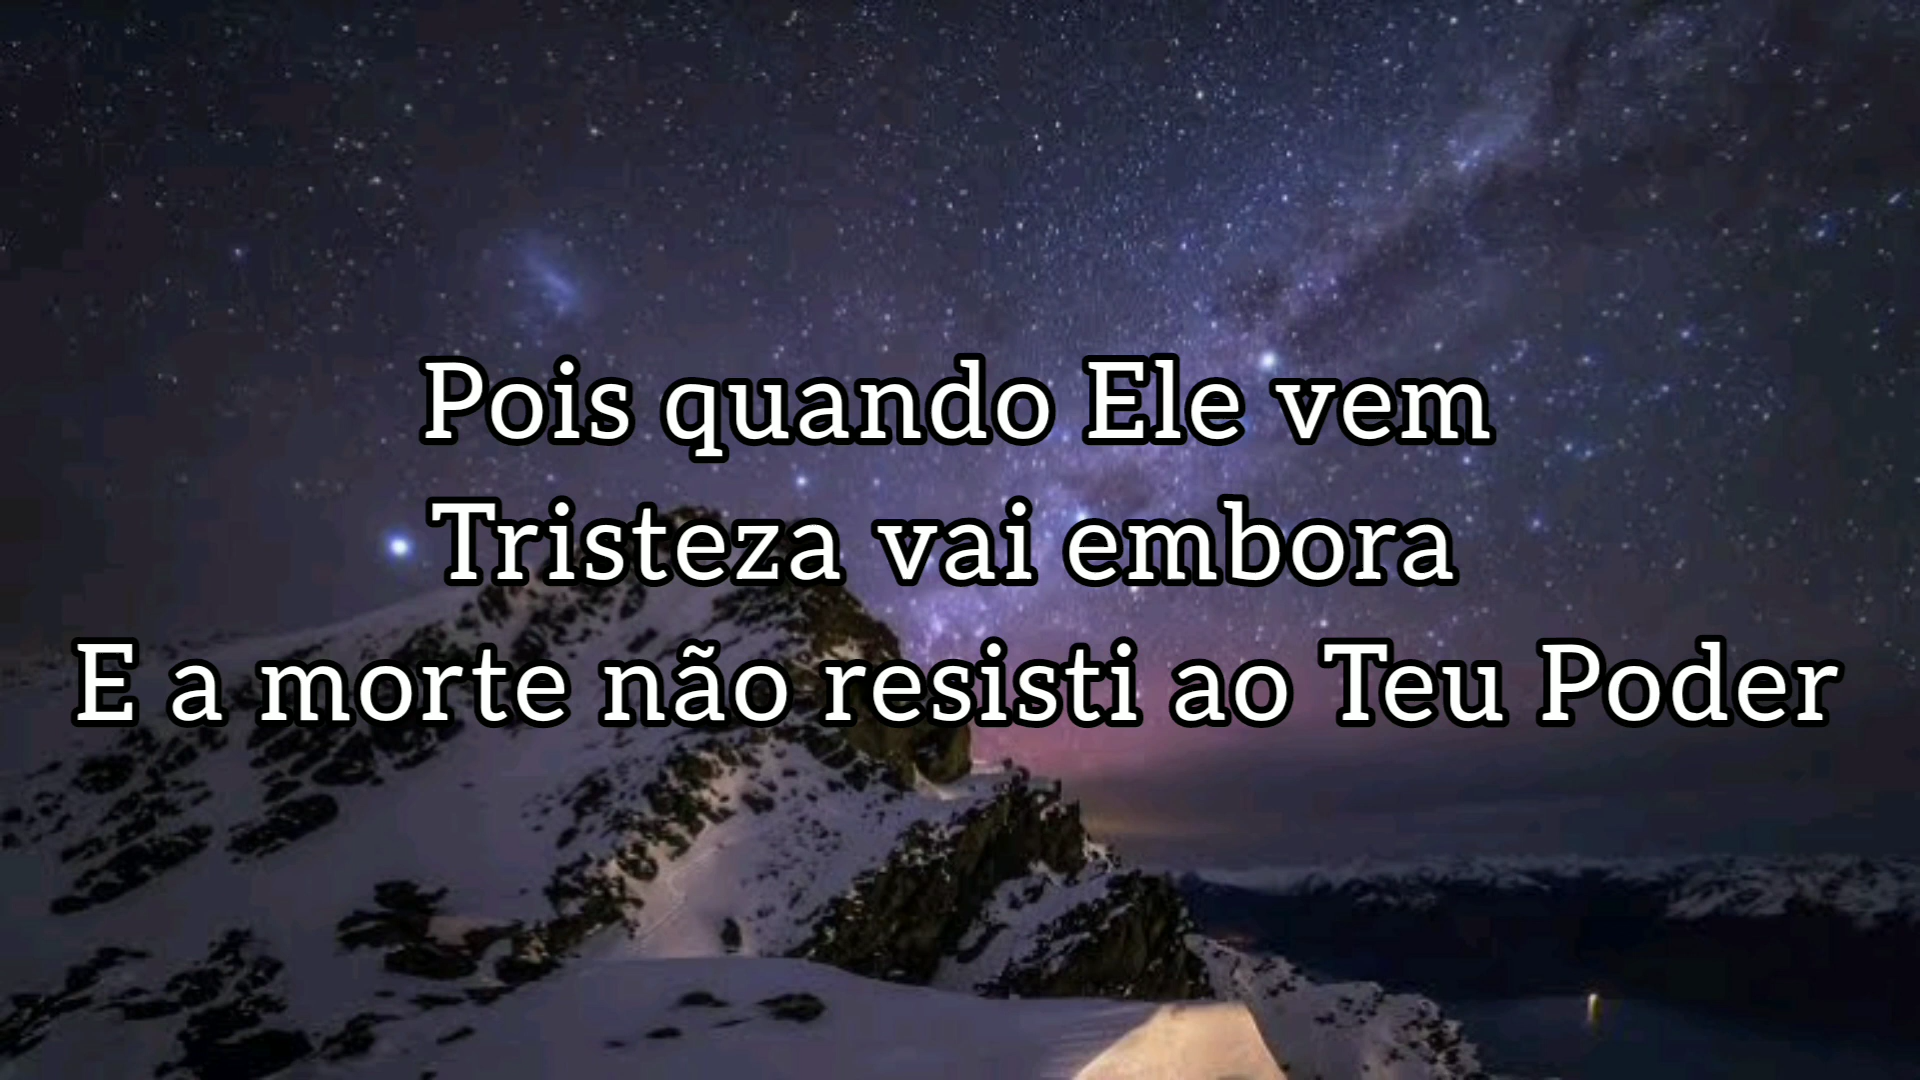 Pois quando Ele vem
Tristeza vai embora
E a morte não resisti ao Teu Poder